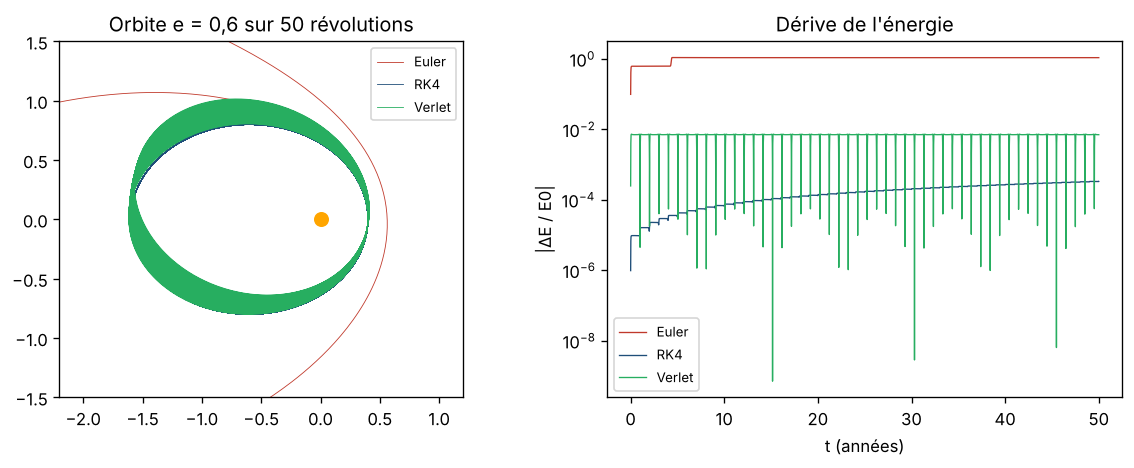 Orbite e = 0,6 sur 50 révolutions
1.5
1.0
0.5
0.0
−0.5
−1.0
−1.5
−2.0 −1.5 −1.0 −0.5 0.0 0.5 1.0
Euler
RK4
Verlet
Dérive de l'énergie
|ΔE / E0|
10⁰
10⁻²
10⁻⁴
10⁻⁶
10⁻⁸
Euler
RK4
Verlet
0 10 20 30 40 50
t (années)